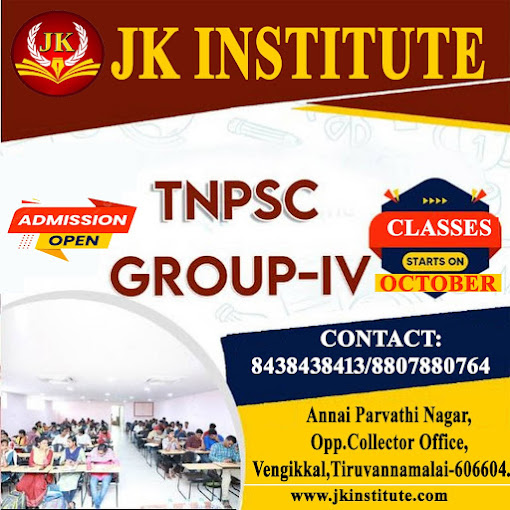 JK
JK INSTITUTE
TNPSC
GROUP-IV
ADMISSION
OPEN
CLASSES
STARTS ON
OCTOBER
CONTACT:
8438438413/8807880764
Annai Parvathi Nagar,
Opp.Collector Office,
Vengikkal,Tiruvannamalai-606604.
www.jkinstitute.com